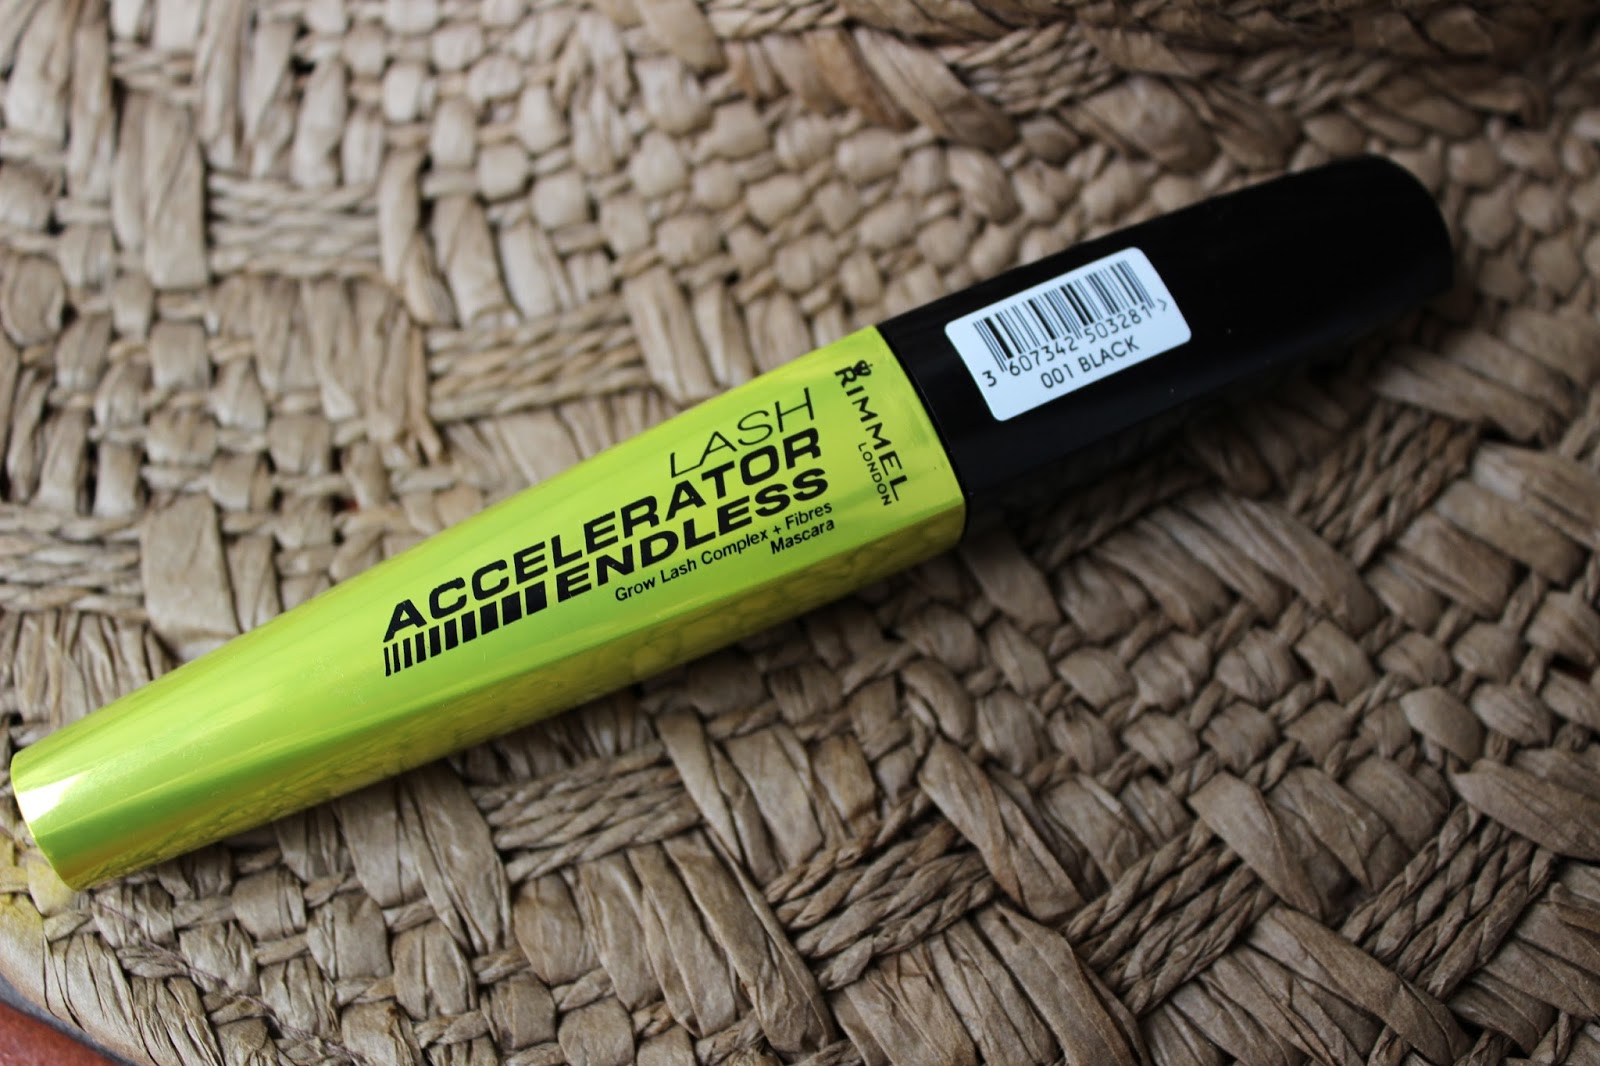 LASH
ACCELERATOR
ENDLESS
Grow Lash Complex + Fibres
Mascara
RIMMEL
LONDON
3 607342 503281 >
001 BLACK